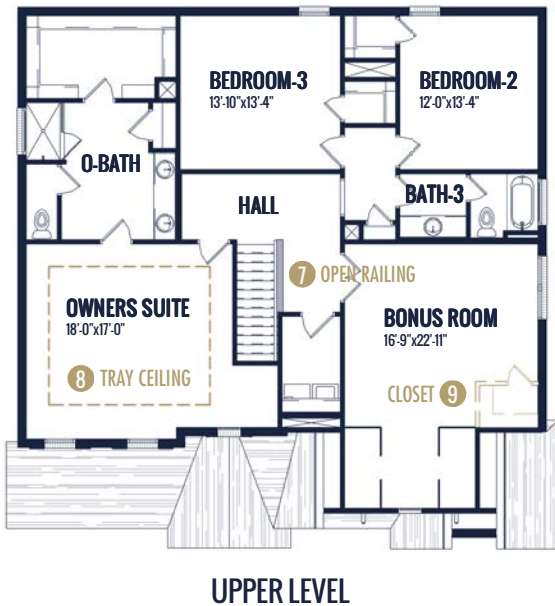 BEDROOM-3
13'-10"x13'-4"
BEDROOM-2
12'-0"x13'-4"
O-BATH
BATH-3
HALL
7 OPEN RAILING
OWNERS SUITE
18'-0"x17'-0"
BONUS ROOM
16'-9"x22'-11"
8 TRAY CEILING
CLOSET 9
UPPER LEVEL